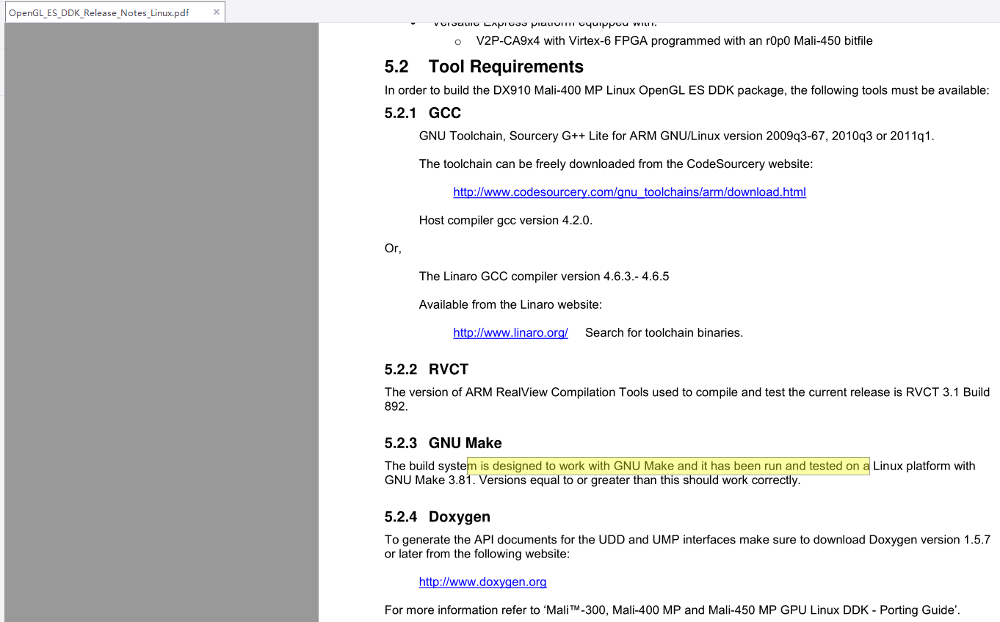 OpenGL_ES_DDK_Release_Notes_Linux.pdf ×
• Versatile Express platform equipped with:
o V2P-CA9x4 with Virtex-6 FPGA programmed with an r0p0 Mali-450 bitfile
5.2 Tool Requirements
In order to build the DX910 Mali-400 MP Linux OpenGL ES DDK package, the following tools must be available:
5.2.1 GCC
GNU Toolchain, Sourcery G++ Lite for ARM GNU/Linux version 2009q3-67, 2010q3 or 2011q1.
The toolchain can be freely downloaded from the CodeSourcery website:
http://www.codesourcery.com/gnu_toolchains/arm/download.html
Host compiler gcc version 4.2.0.
Or,
The Linaro GCC compiler version 4.6.3.- 4.6.5
Available from the Linaro website:
http://www.linaro.org/ Search for toolchain binaries.
5.2.2 RVCT
The version of ARM RealView Compilation Tools used to compile and test the current release is RVCT 3.1 Build
892.
5.2.3 GNU Make
The build system is designed to work with GNU Make and it has been run and tested on a Linux platform with
GNU Make 3.81. Versions equal to or greater than this should work correctly.
5.2.4 Doxygen
To generate the API documents for the UDD and UMP interfaces make sure to download Doxygen version 1.5.7
or later from the following website:
http://www.doxygen.org
For more information refer to ‘Mali™-300, Mali-400 MP and Mali-450 MP GPU Linux DDK - Porting Guide’.